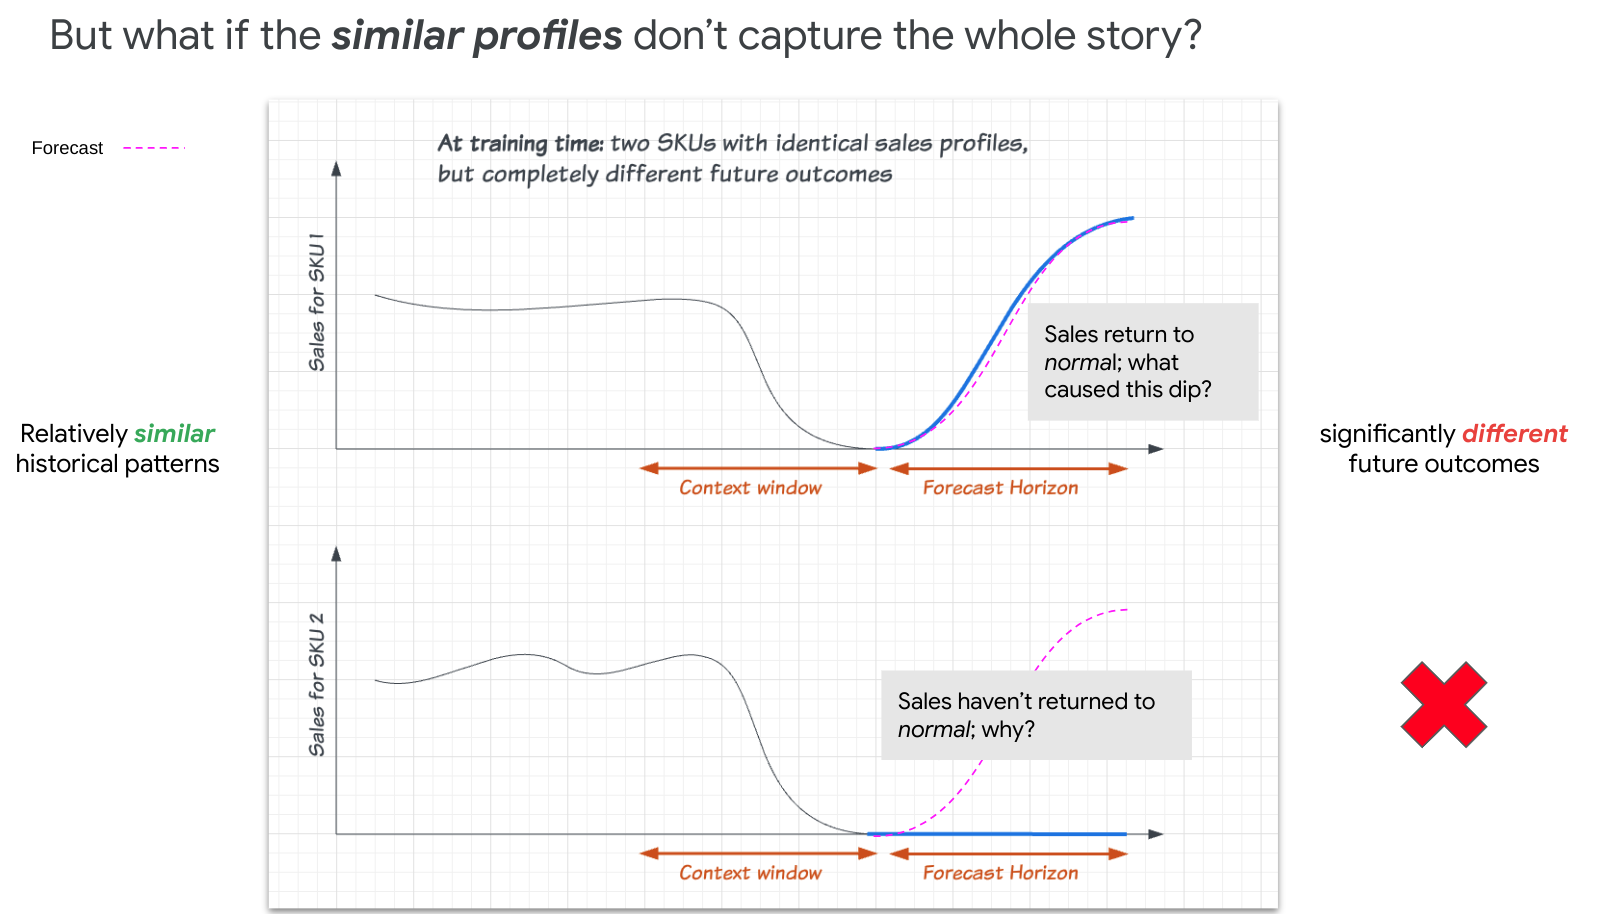 But what if the similar profiles don't capture the whole story?
Forecast
At training time: two SKUs with identical sales profiles,
but completely different future outcomes
Sales for SKU 1
Sales return to
normal; what
caused this dip?
Relatively similar
historical patterns
significantly different
future outcomes
Context window
Forecast Horizon
Sales for SKU 2
Sales haven't returned to
normal; why?
Context window
Forecast Horizon